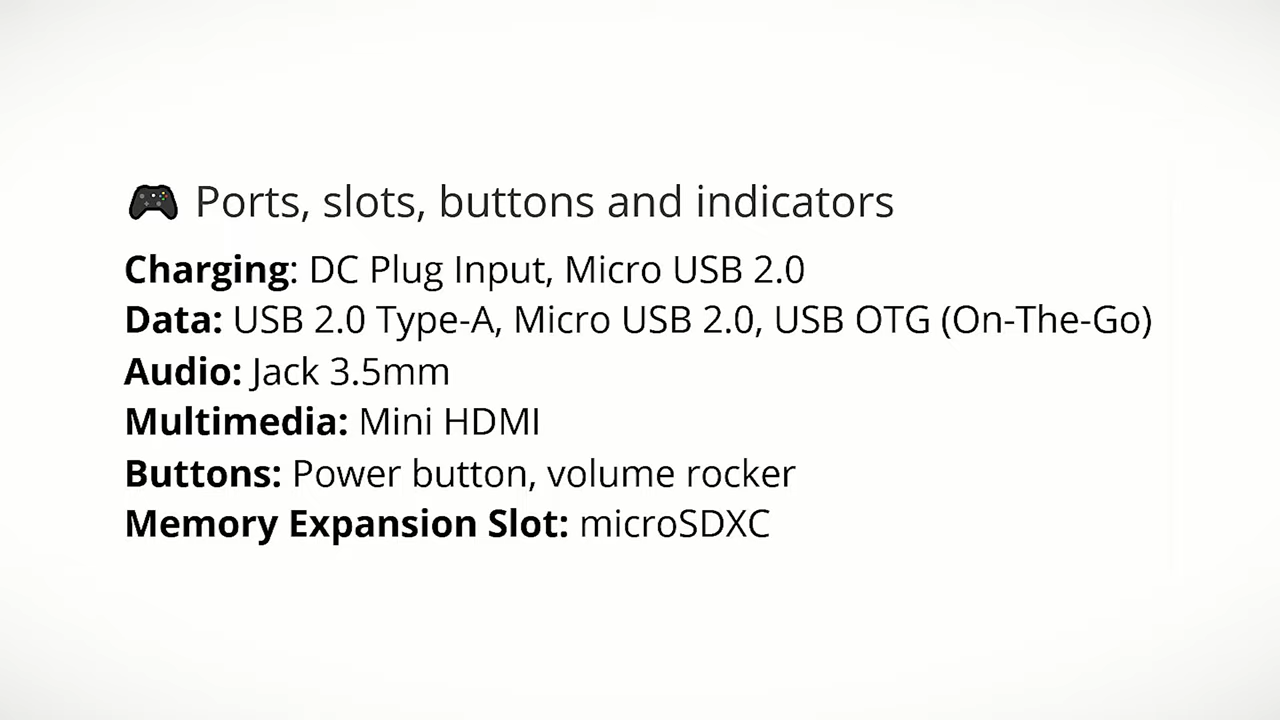 🎮 Ports, slots, buttons and indicators
Charging: DC Plug Input, Micro USB 2.0
Data: USB 2.0 Type-A, Micro USB 2.0, USB OTG (On-The-Go)
Audio: Jack 3.5mm
Multimedia: Mini HDMI
Buttons: Power button, volume rocker
Memory Expansion Slot: microSDXC